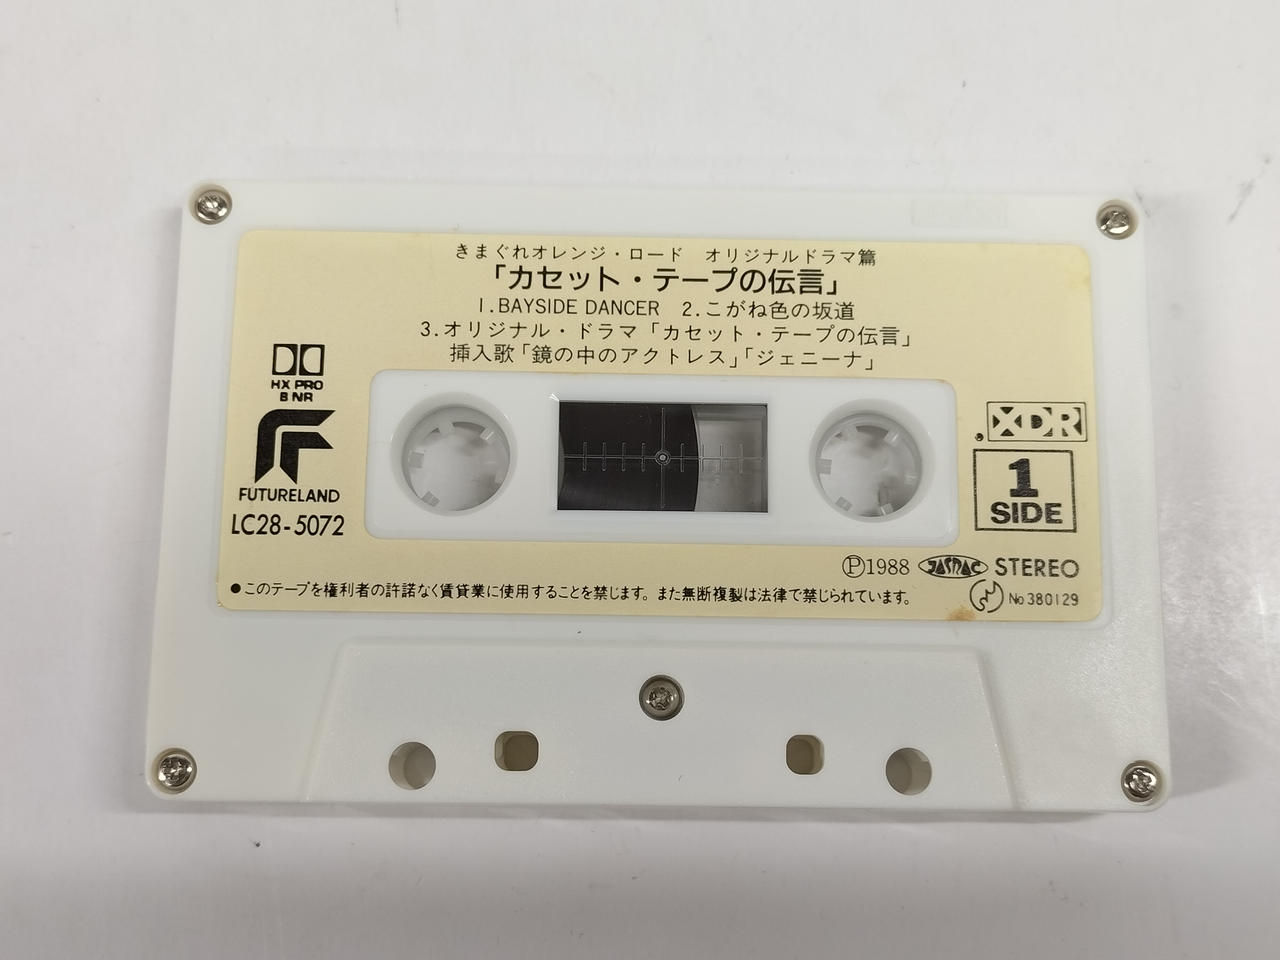 きまぐれオレンジ・ロード　オリジナルドラマ篇
「カセット・テープの伝言」
1.BAYSIDE DANCER　2.こがね色の坂道
3.オリジナル・ドラマ「カセット・テープの伝言」
挿入歌「鏡の中のアクトレス」「ジェニーナ」
HX PRO
B NR
FUTURELAND
LC28-5072
XDR
1
SIDE
Ⓟ1988 JASRAC STEREO
●このテープを権利者の許諾なく賃貸業に使用することを禁じます。また無断複製は法律で禁じられています。
No 380129